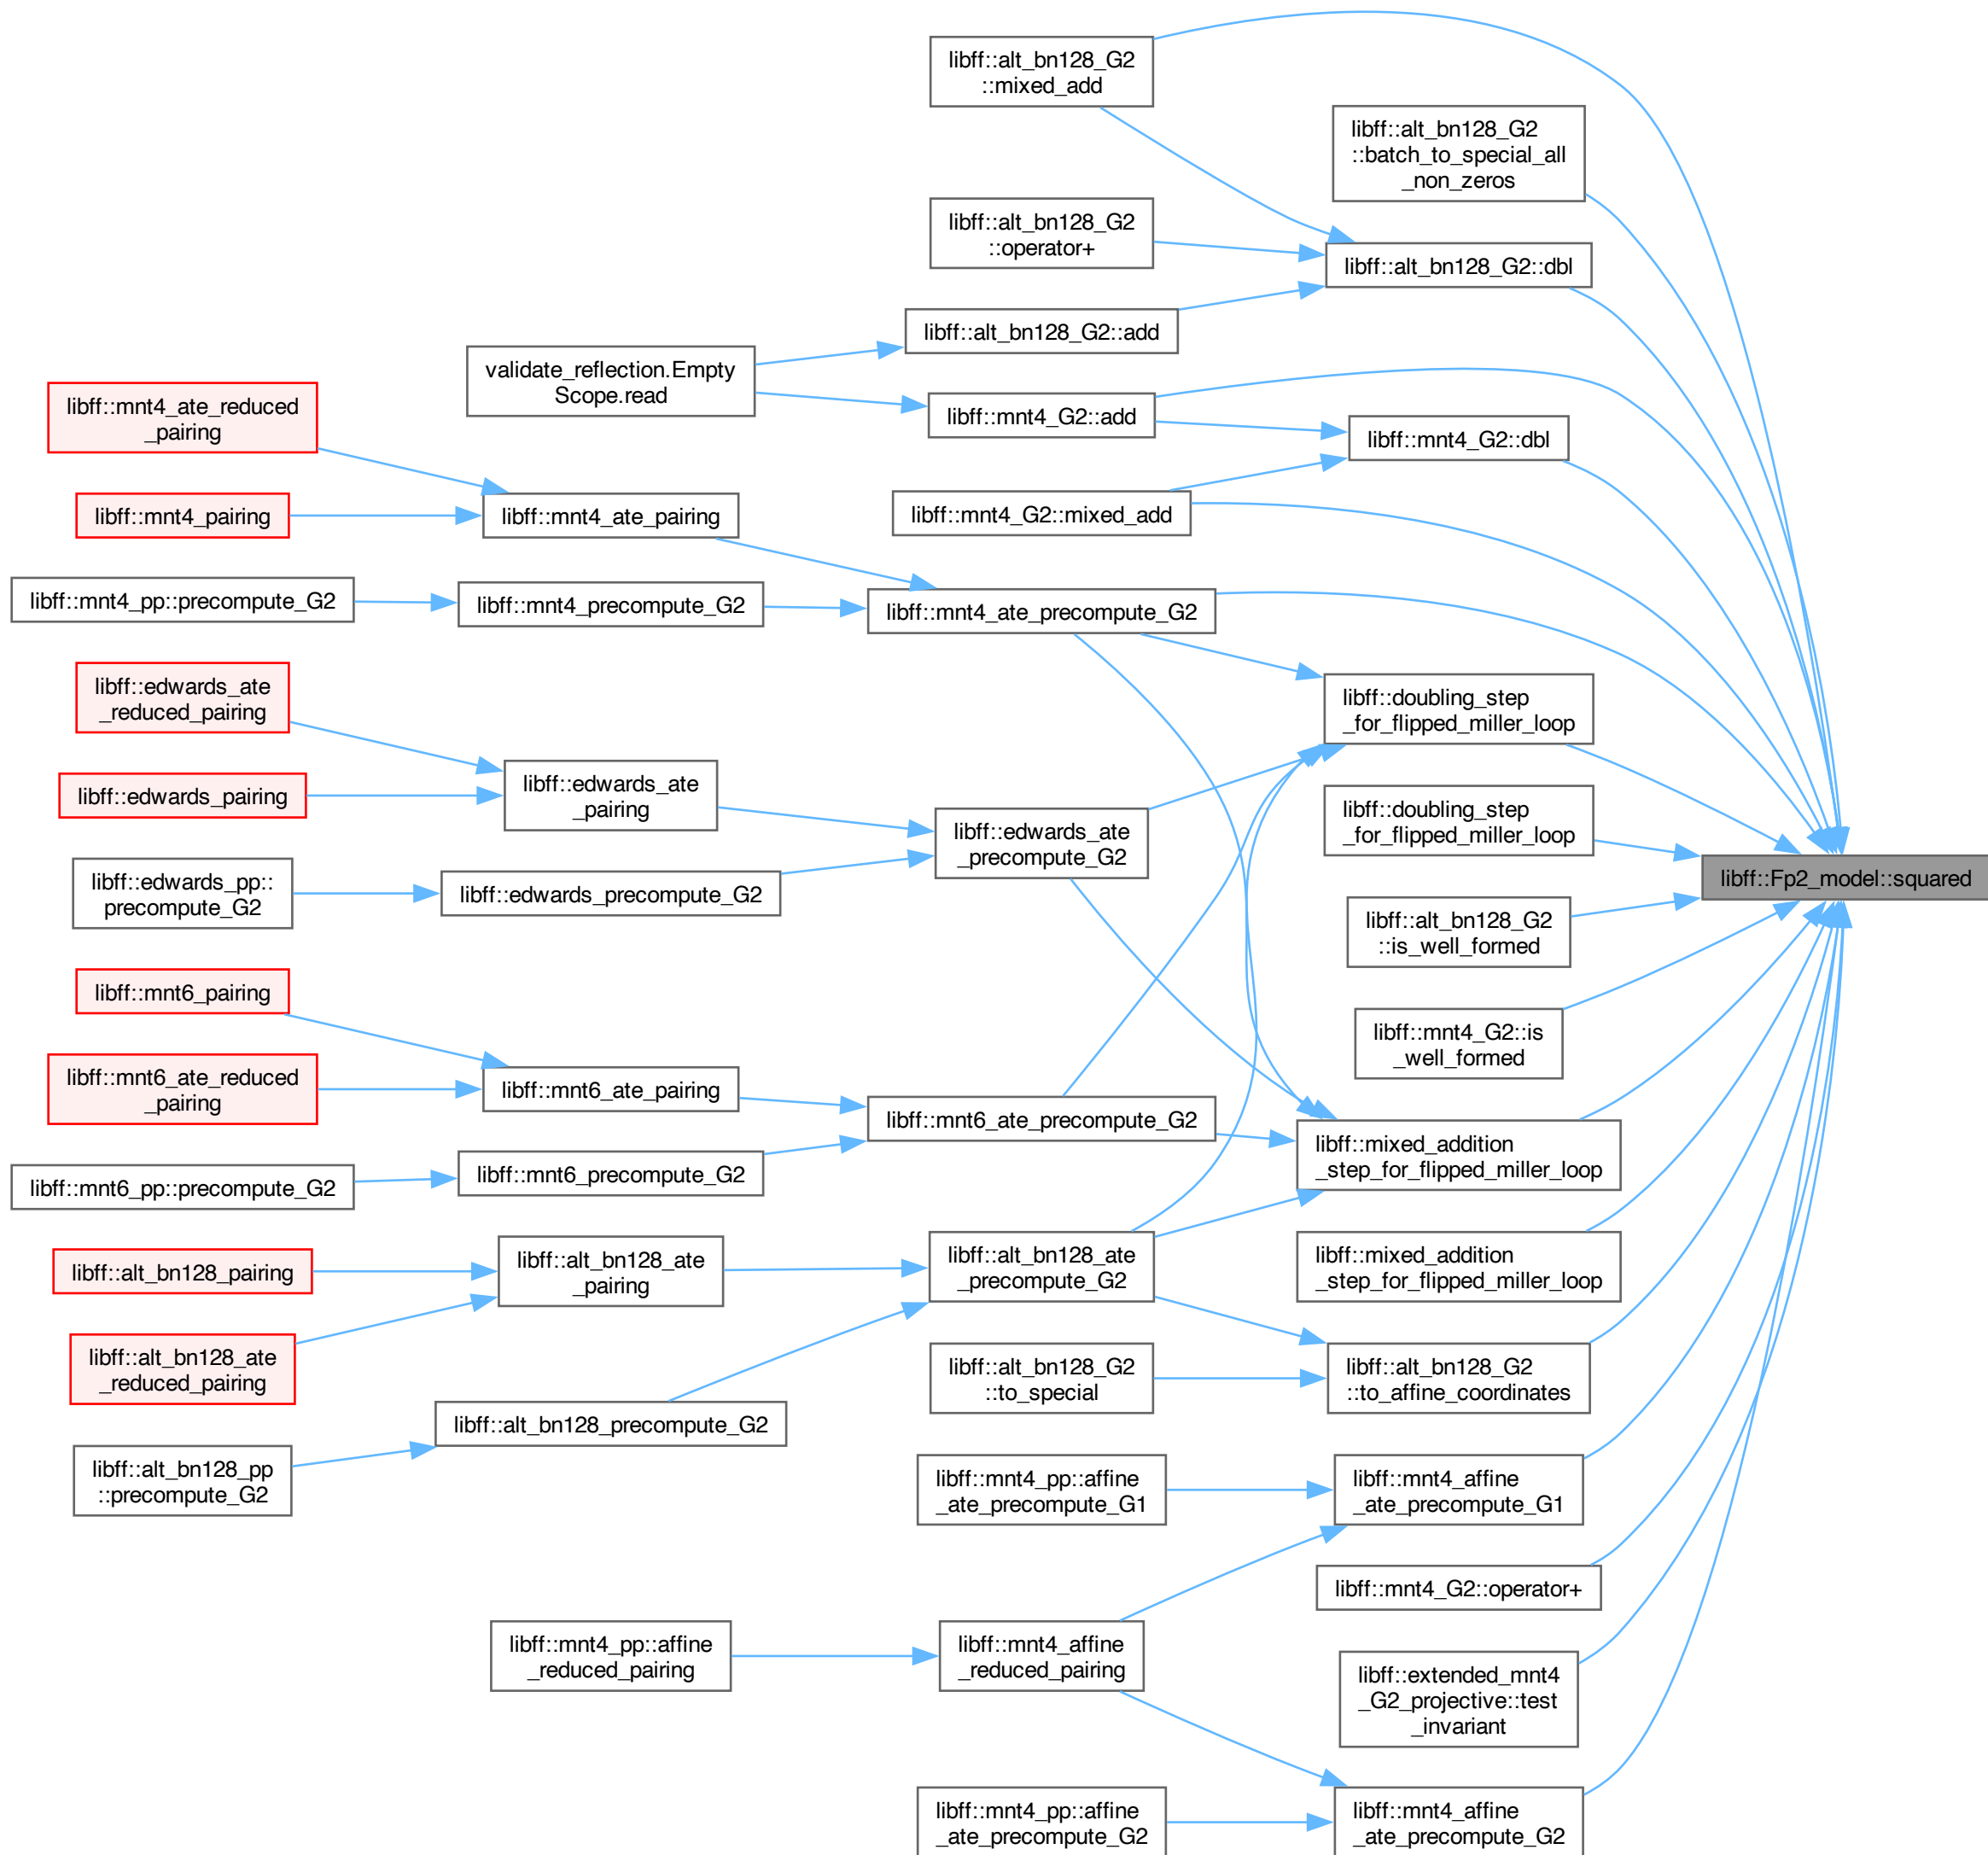 libff::alt_bn128_G2
::mixed_add
libff::alt_bn128_G2
::batch_to_special_all
_non_zeros
libff::alt_bn128_G2
::operator+
libff::alt_bn128_G2::dbl
libff::alt_bn128_G2::add
validate_reflection.Empty
Scope.read
libff::mnt4_G2::add
libff::mnt4_G2::dbl
libff::mnt4_ate_reduced
_pairing
libff::mnt4_pairing
libff::mnt4_ate_pairing
libff::mnt4_G2::mixed_add
libff::mnt4_pp::precompute_G2
libff::mnt4_precompute_G2
libff::mnt4_ate_precompute_G2
libff::edwards_ate
_reduced_pairing
libff::doubling_step
_for_flipped_miller_loop
libff::edwards_pairing
libff::edwards_ate
_pairing
libff::edwards_ate
_precompute_G2
libff::doubling_step
_for_flipped_miller_loop
libff::Fp2_model::squared
libff::edwards_pp::
precompute_G2
libff::edwards_precompute_G2
libff::alt_bn128_G2
::is_well_formed
libff::mnt6_pairing
libff::mnt4_G2::is
_well_formed
libff::mnt6_ate_reduced
_pairing
libff::mnt6_ate_pairing
libff::mnt6_ate_precompute_G2
libff::mixed_addition
_step_for_flipped_miller_loop
libff::mnt6_pp::precompute_G2
libff::mnt6_precompute_G2
libff::alt_bn128_pairing
libff::alt_bn128_ate
_pairing
libff::alt_bn128_ate
_precompute_G2
libff::mixed_addition
_step_for_flipped_miller_loop
libff::alt_bn128_ate
_reduced_pairing
libff::alt_bn128_G2
::to_special
libff::alt_bn128_G2
::to_affine_coordinates
libff::alt_bn128_precompute_G2
libff::alt_bn128_pp
::precompute_G2
libff::mnt4_pp::affine
_ate_precompute_G1
libff::mnt4_affine
_ate_precompute_G1
libff::mnt4_G2::operator+
libff::mnt4_pp::affine
_reduced_pairing
libff::mnt4_affine
_reduced_pairing
libff::extended_mnt4
_G2_projective::test
_invariant
libff::mnt4_pp::affine
_ate_precompute_G2
libff::mnt4_affine
_ate_precompute_G2